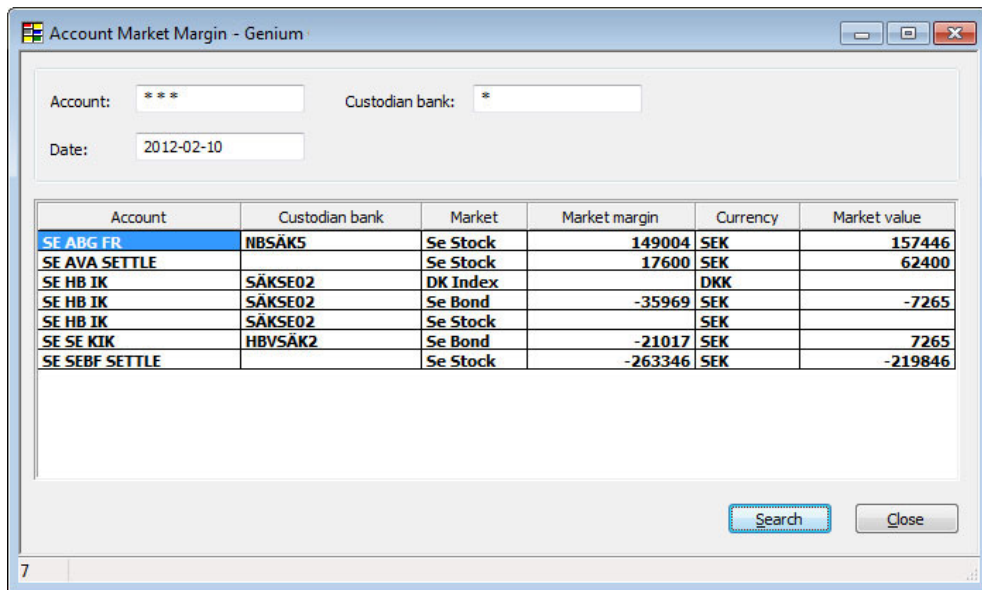 Account Market Margin - Genium
Account: * * * Custodian bank: *
Date: 2012-02-10
Account Custodian bank Market Market margin Currency Market value
SE ABG FR NBSÄK5 Se Stock 149004 SEK 157446
SE AVA SETTLE Se Stock 17600 SEK 62400
SE HB IK SÄKSE02 DK Index DKK
SE HB IK SÄKSE02 Se Bond -35969 SEK -7265
SE HB IK SÄKSE02 Se Stock SEK
SE SE KIK HBVSÄK2 Se Bond -21017 SEK 7265
SE SEBF SETTLE Se Stock -263346 SEK -219846
Search Close
7